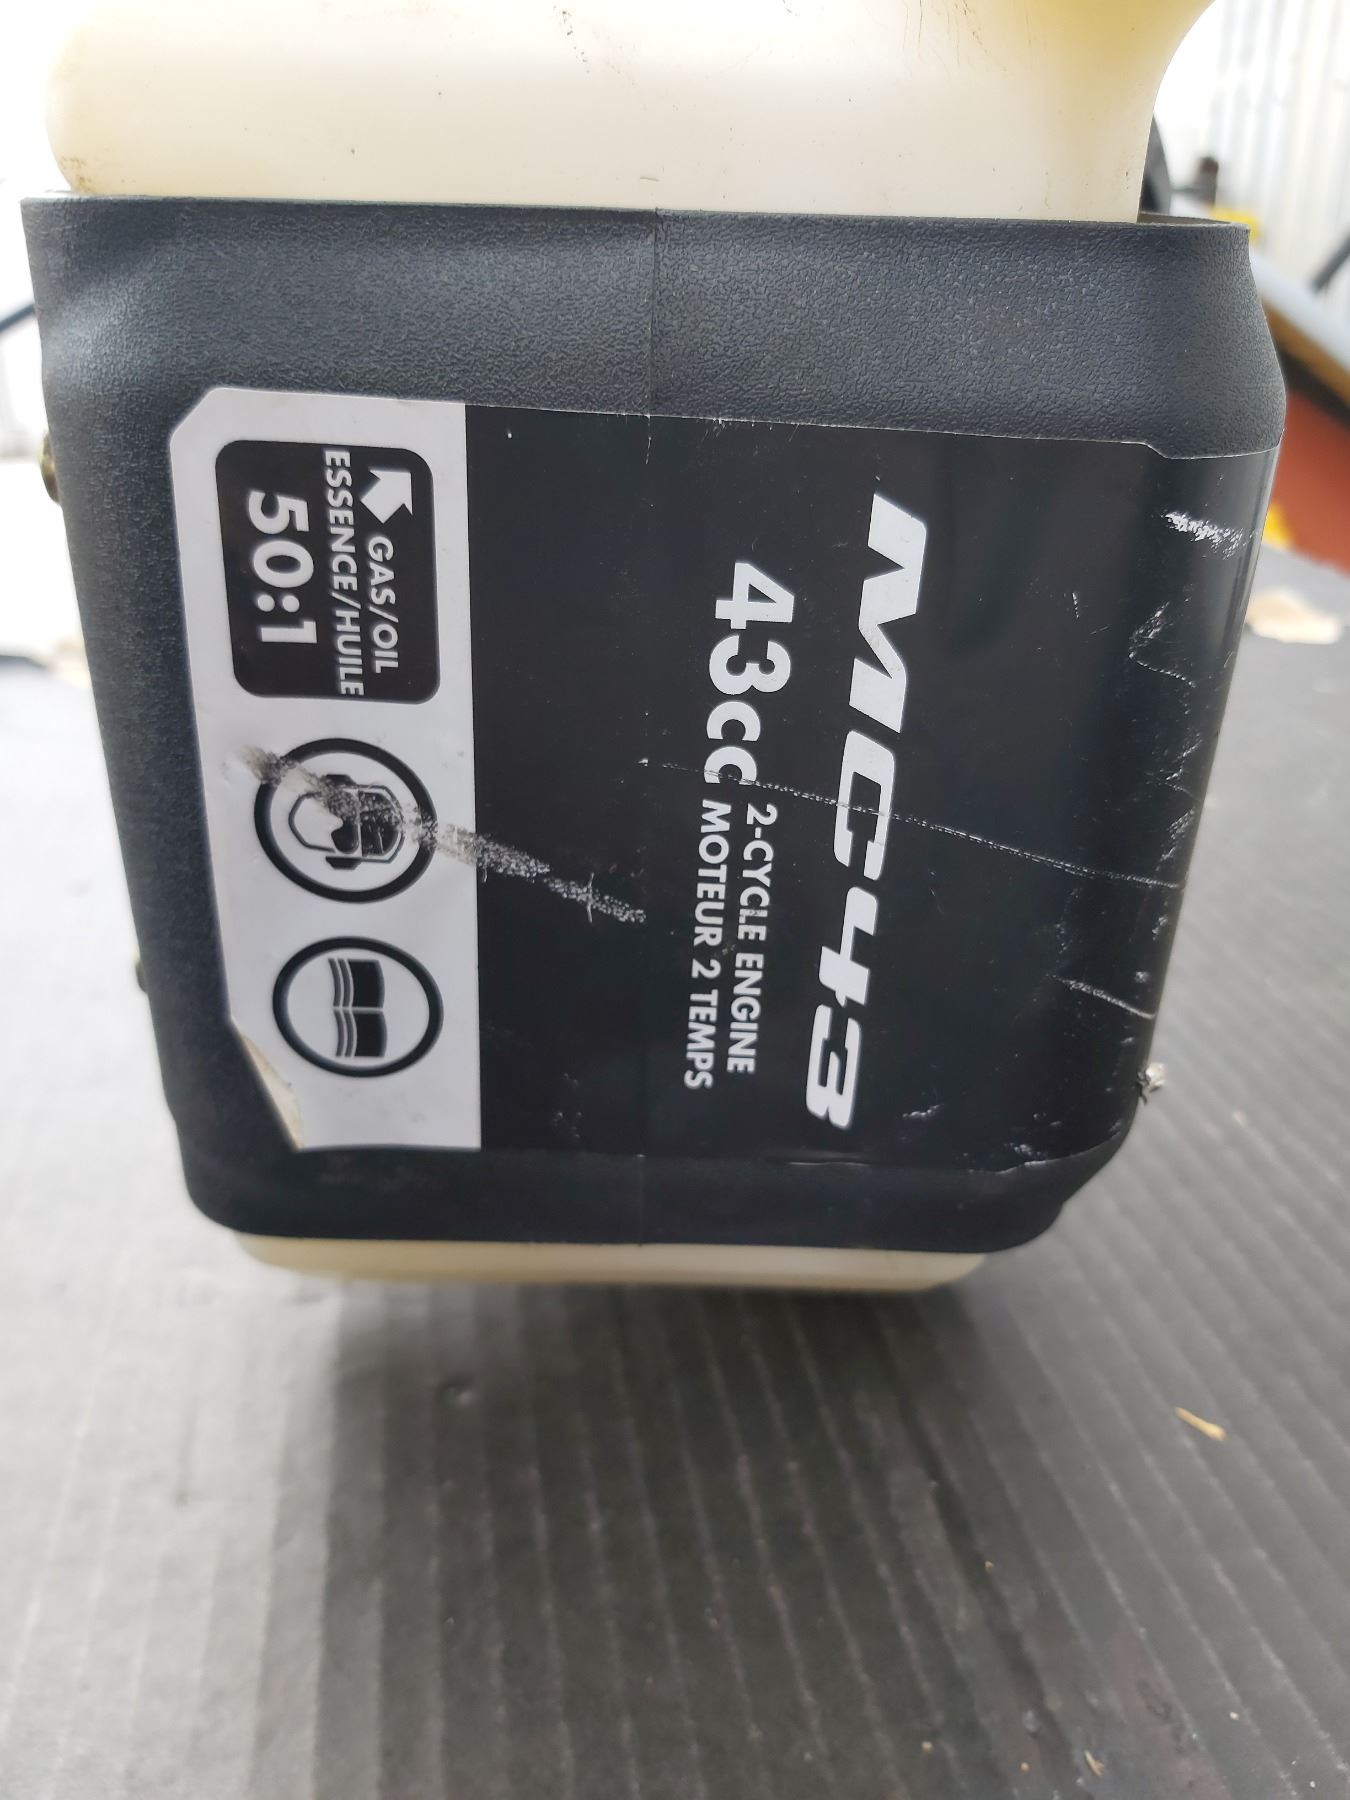 MC43
43cc
2-CYCLE ENGINE
MOTEUR 2 TEMPS
GAS/OIL
ESSENCE/HUILE
50:1